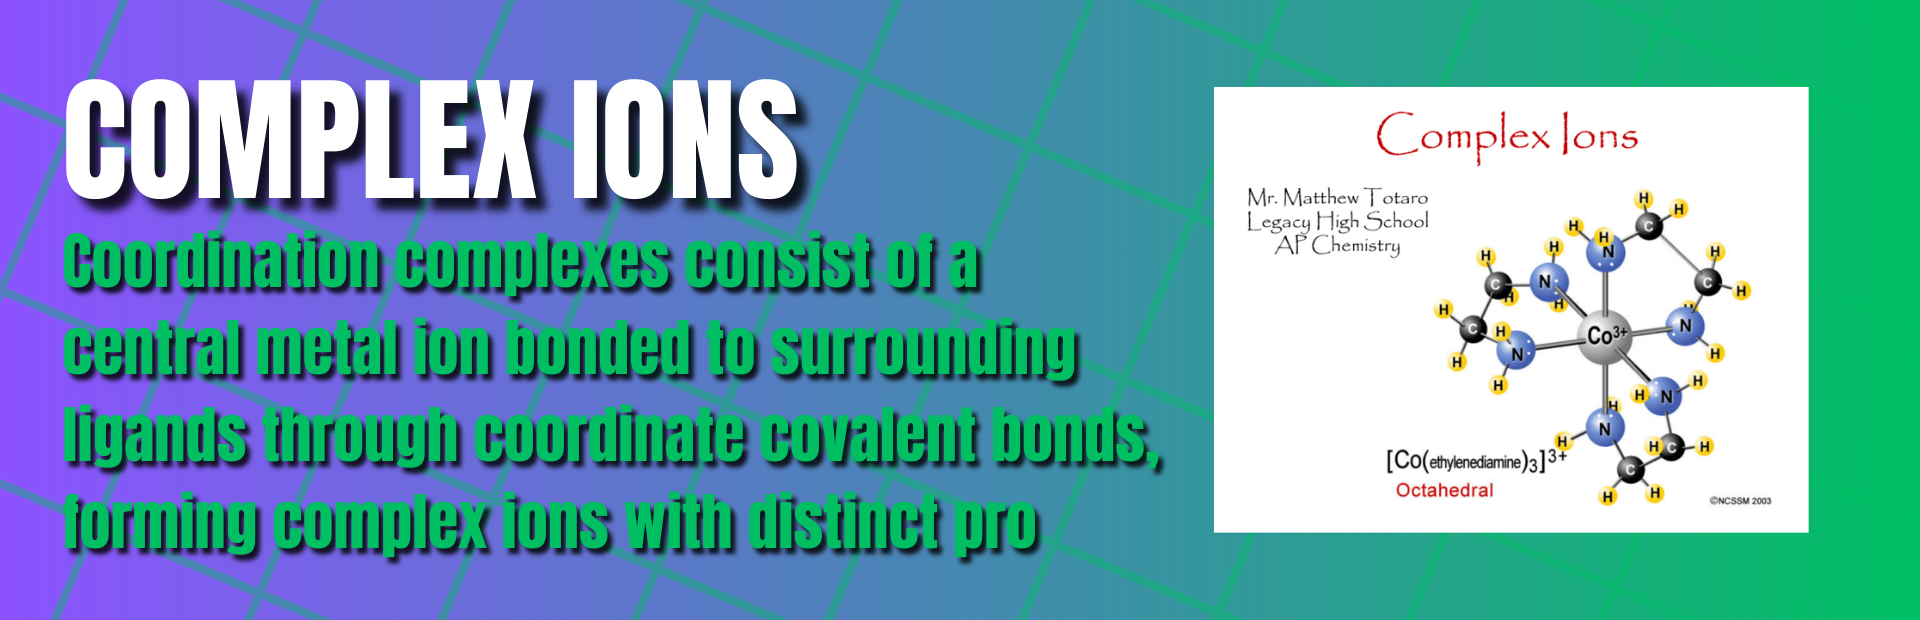 COMPLEX IONS
Coordination complexes consist of a
central metal ion bonded to surrounding
ligands through coordinate covalent bonds,
forming complex ions with distinct pro
Complex Ions
Mr. Matthew Totaro
Legacy High School
AP Chemistry
H
H
H
H
N
C
H
H
H
C
H
N
H
C
H
H
H
C
H
N
H
N
H
H
Co3+
N
H
H
N
H
H
C
H
H
C
H
H
[Co(ethylenediamine)3]3+
Octahedral
©NCSSM 2003